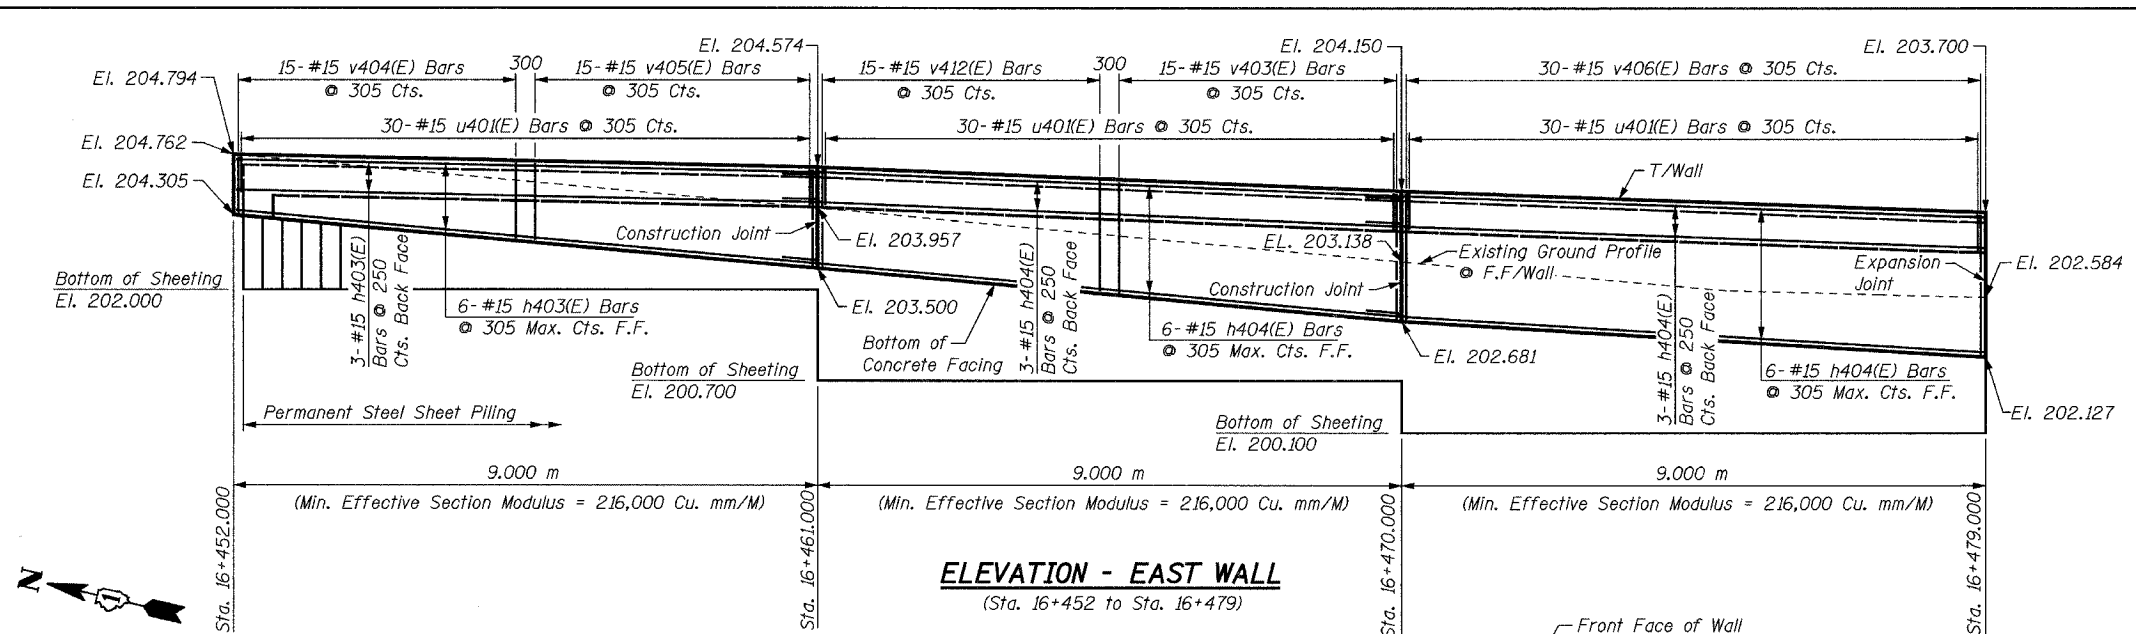 El. 204.574
El. 204.150
El. 203.700
15-#15 v404(E) Bars
@ 305 Cts.
300
15-#15 v405(E) Bars
@ 305 Cts.
15-#15 v412(E) Bars
@ 305 Cts.
300
15-#15 v403(E) Bars
@ 305 Cts.
30-#15 v406(E) Bars @ 305 Cts.
El. 204.794
30-#15 u401(E) Bars @ 305 Cts.
30-#15 u401(E) Bars @ 305 Cts.
30-#15 u401(E) Bars @ 305 Cts.
El. 204.762
El. 204.305
T/Wall
Construction Joint
El. 203.957
EL. 203.138
Existing Ground Profile
@ F.F/Wall
Expansion
Joint
El. 202.584
Bottom of Sheeting
El. 202.000
3-#15 h403(E)
Bars @ 250
Cts. Back Face
6-#15 h403(E) Bars
@ 305 Max. Cts. F.F.
El. 203.500
Bottom of
Concrete Facing
3-#15 h404(E)
Bars @ 250
Cts. Back Face
Construction Joint
6-#15 h404(E) Bars
@ 305 Max. Cts. F.F.
El. 202.681
3-#15 h404(E)
Bars @ 250
Cts. Back Face
6-#15 h404(E) Bars
@ 305 Max. Cts. F.F.
El. 202.127
Bottom of Sheeting
El. 200.700
Permanent Steel Sheet Piling
Bottom of Sheeting
El. 200.100
9.000 m
(Min. Effective Section Modulus = 216,000 Cu. mm/M)
9.000 m
(Min. Effective Section Modulus = 216,000 Cu. mm/M)
9.000 m
(Min. Effective Section Modulus = 216,000 Cu. mm/M)
Sta. 16+452.000
Sta. 16+461.000
Sta. 16+470.000
Sta. 16+479.000
N
ELEVATION - EAST WALL
(Sta. 16+452 to Sta. 16+479)
Front Face of Wall